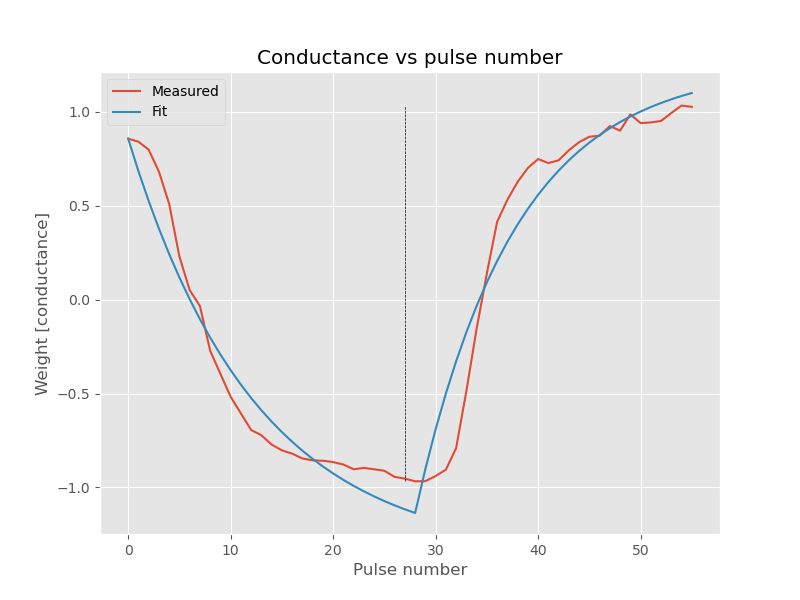 Conductance vs pulse number
Measured
Fit
1.0
0.5
0.0
−0.5
−1.0
Weight [conductance]
0 10 20 30 40 50
Pulse number